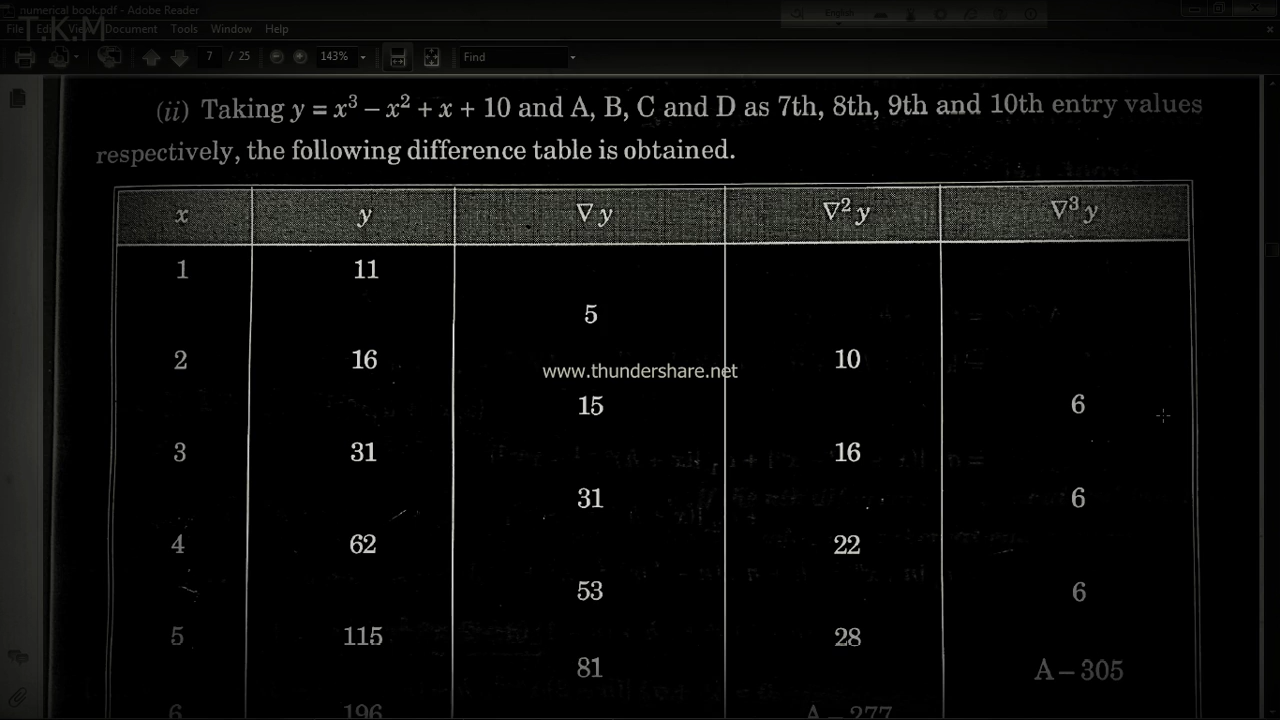 numerical book.pdf - Adobe Reader
English
T.K.M
File Edit View Document Tools Window Help
7 / 25 143% Find
(ii) Taking y = x³ – x² + x + 10 and A, B, C and D as 7th, 8th, 9th and 10th entry values
respectively, the following difference table is obtained.
x y ∇ y ∇² y ∇³ y
1 11
5
2 16 10
www.thundershare.net
15 6
3 31 16
31 6
4 62 22
53 6
5 115 28
81 A – 305
6 196 A – 277